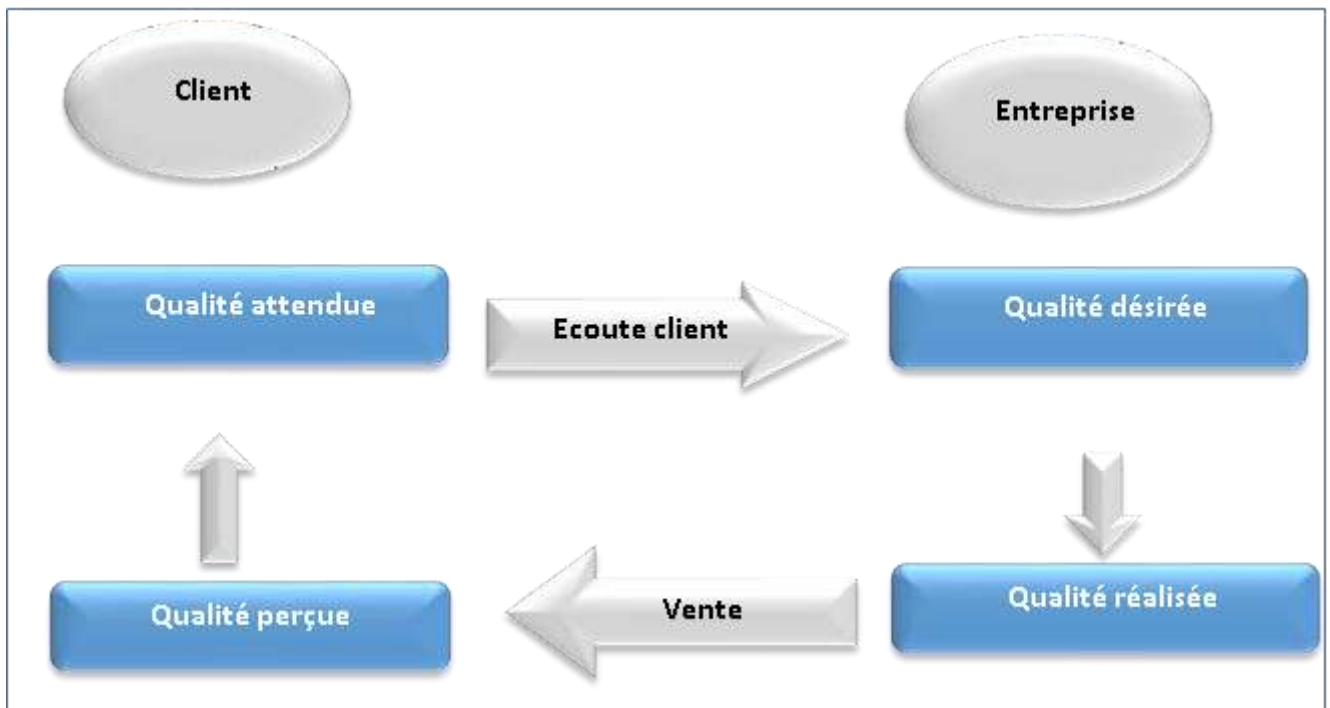 Client
Entreprise
Qualité attendue
Ecoute client
Qualité désirée
Qualité perçue
Vente
Qualité réalisée